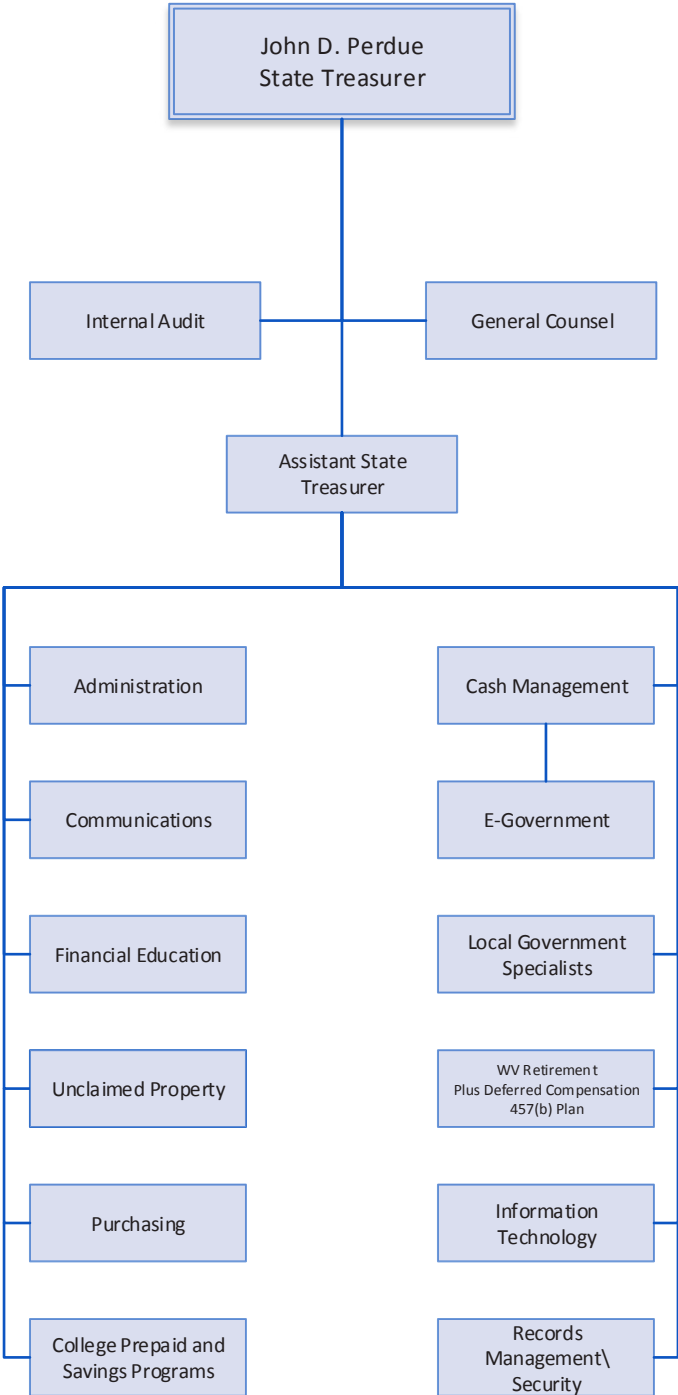 John D. Perdue
State Treasurer
Internal Audit
General Counsel
Assistant State
Treasurer
Administration
Cash Management
Communications
E-Government
Financial Education
Local Government
Specialists
Unclaimed Property
WV Retirement
Plus Deferred Compensation
457(b) Plan
Purchasing
Information
Technology
College Prepaid and
Savings Programs
Records
Management\
Security